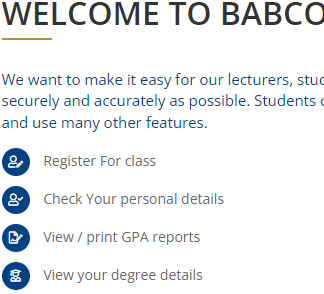 WELCOME TO BABCO
We want to make it easy for our lecturers,
securely and accurately as possible. Students
and use many other features.
Register For class
Check Your personal details
View / print GPA reports
View your degree details